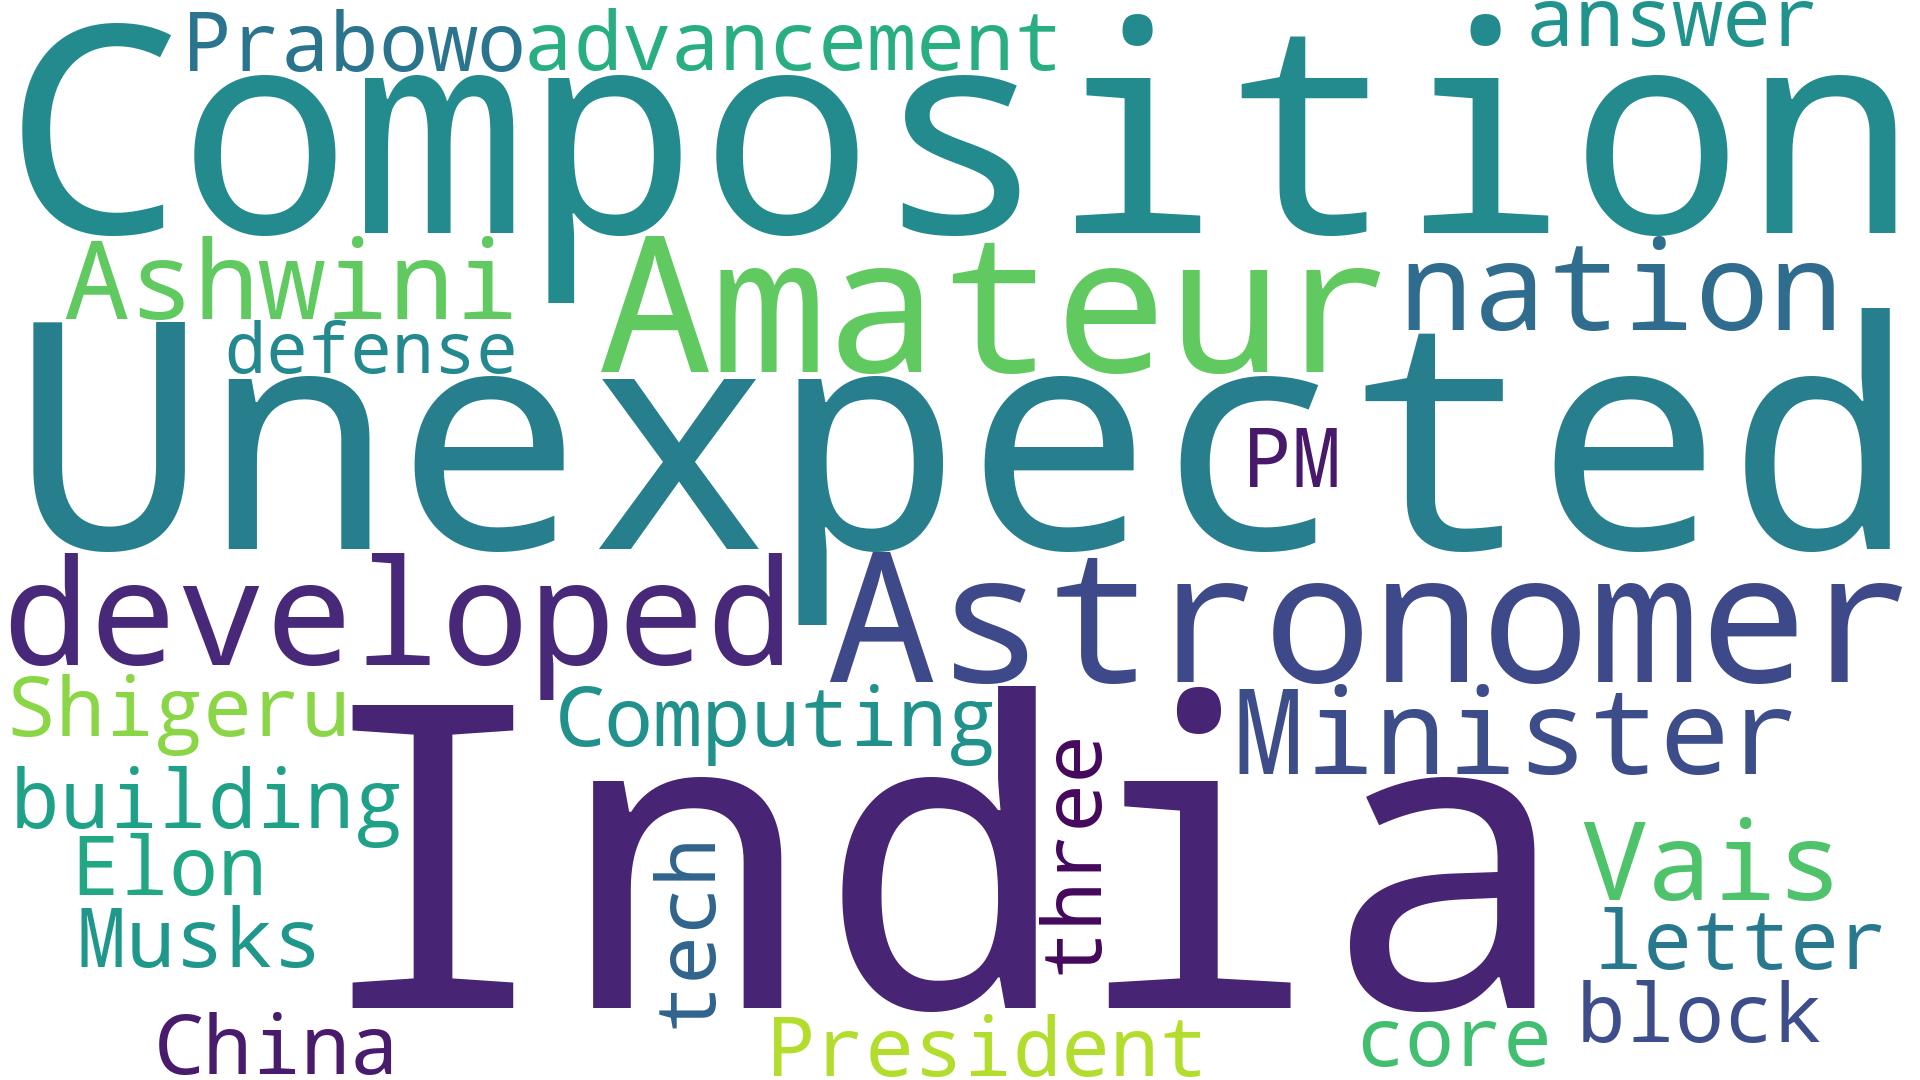 Prabowo advancement answer
Composition
Ashwini Amateur nation
defense
Unexpected
PM
developed Astronomer
Shigeru Computing Minister
India
building
three
tech
Elon Vais
Musks letter
block
China President core